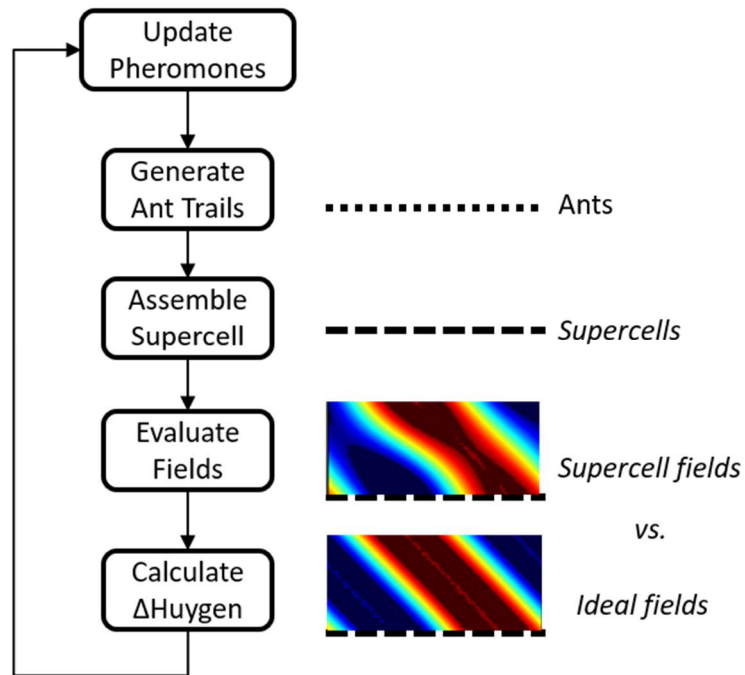 Update
Pheromones
Generate
Ant Trails
Ants
Assemble
Supercell
Supercells
Evaluate
Fields
Supercell fields
vs.
Calculate
ΔHuygen
Ideal fields